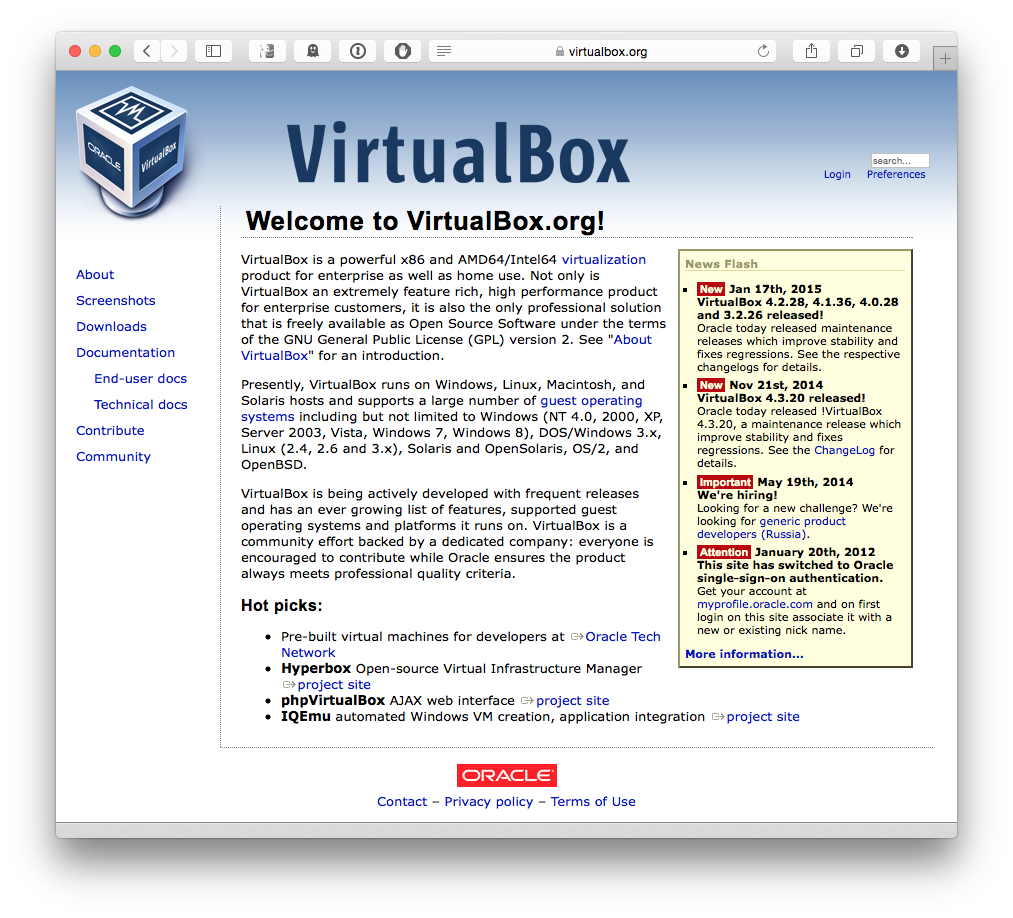 virtualbox.org
ORACLE
VirtualBox
VirtualBox
search...
Login Preferences
Welcome to VirtualBox.org!
About
Screenshots
Downloads
Documentation
End-user docs
Technical docs
Contribute
Community
VirtualBox is a powerful x86 and AMD64/Intel64 virtualization
product for enterprise as well as home use. Not only is
VirtualBox an extremely feature rich, high performance product
for enterprise customers, it is also the only professional solution
that is freely available as Open Source Software under the terms
of the GNU General Public License (GPL) version 2. See "About
VirtualBox" for an introduction.
Presently, VirtualBox runs on Windows, Linux, Macintosh, and
Solaris hosts and supports a large number of guest operating
systems including but not limited to Windows (NT 4.0, 2000, XP,
Server 2003, Vista, Windows 7, Windows 8), DOS/Windows 3.x,
Linux (2.4, 2.6 and 3.x), Solaris and OpenSolaris, OS/2, and
OpenBSD.
VirtualBox is being actively developed with frequent releases
and has an ever growing list of features, supported guest
operating systems and platforms it runs on. VirtualBox is a
community effort backed by a dedicated company: everyone is
encouraged to contribute while Oracle ensures the product
always meets professional quality criteria.
Hot picks:
Pre-built virtual machines for developers at Oracle Tech
Network
Hyperbox Open-source Virtual Infrastructure Manager
project site
phpVirtualBox AJAX web interface project site
IQEmu automated Windows VM creation, application integration project site
News Flash
New Jan 17th, 2015
VirtualBox 4.2.28, 4.1.36, 4.0.28
and 3.2.26 released!
Oracle today released maintenance
releases which improve stability and
fixes regressions. See the respective
changelogs for details.
New Nov 21st, 2014
VirtualBox 4.3.20 released!
Oracle today released !VirtualBox
4.3.20, a maintenance release which
improve stability and fixes
regressions. See the ChangeLog for
details.
Important May 19th, 2014
We're hiring!
Looking for a new challenge? We're
looking for generic product
developers (Russia).
Attention January 20th, 2012
This site has switched to Oracle
single-sign-on authentication.
Get your account at
myprofile.oracle.com and on first
login on this site associate it with a
new or existing nick name.
More information...
ORACLE
Contact – Privacy policy – Terms of Use